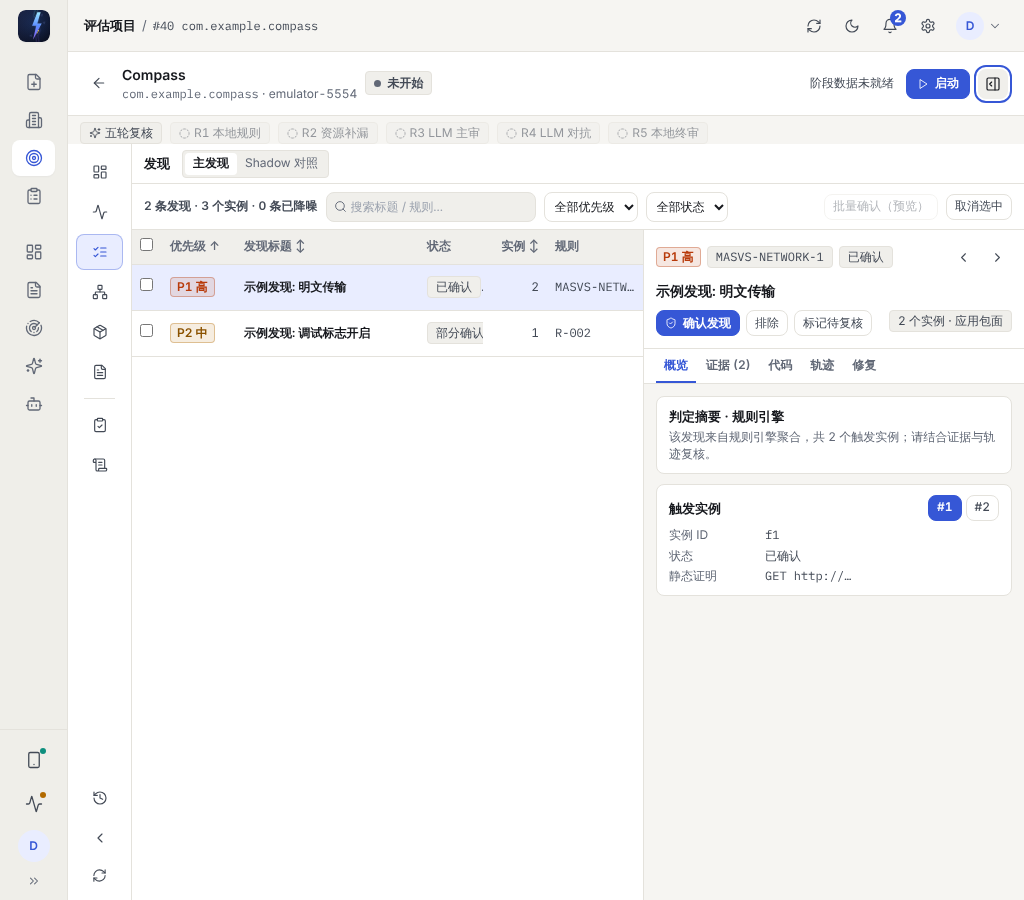 评估项目 / #40 com.example.compass
2
D
Compass
com.example.compass · emulator-5554
未开始
阶段数据未就绪
启动
五轮复核
R1 本地规则
R2 资源补漏
R3 LLM 主审
R4 LLM 对抗
R5 本地终审
发现
主发现
Shadow 对照
2 条发现 · 3 个实例 · 0 条已降噪
搜索标题 / 规则...
全部优先级
全部状态
批量确认（预览）
取消选中
优先级
发现标题
状态
实例
规则
P1 高
示例发现: 明文传输
已确认
2
MASVS-NETW…
P2 中
示例发现: 调试标志开启
部分确认
1
R-002
P1 高
MASVS-NETWORK-1
已确认
示例发现: 明文传输
确认发现
排除
标记待复核
2 个实例 · 应用包面
概览
证据 (2)
代码
轨迹
修复
判定摘要 · 规则引擎
该发现来自规则引擎聚合，共 2 个触发实例；请结合证据与轨
迹复核。
触发实例
#1
#2
实例 ID
f1
状态
已确认
静态证明
GET http://…
D